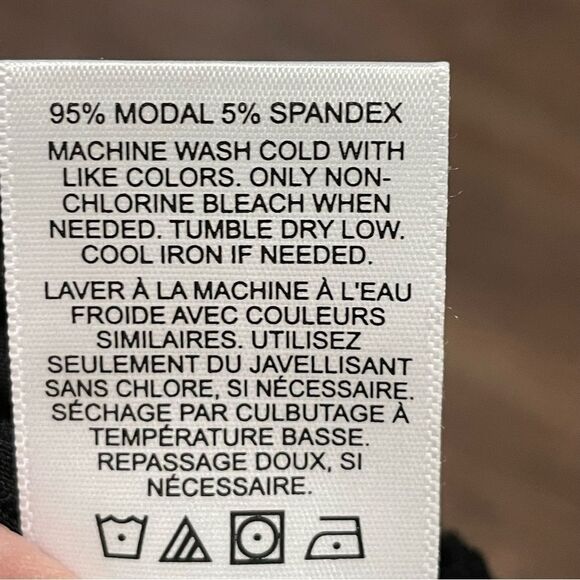 95% MODAL 5% SPANDEX
MACHINE WASH COLD WITH
LIKE COLORS. ONLY NON-
CHLORINE BLEACH WHEN
NEEDED. TUMBLE DRY LOW.
COOL IRON IF NEEDED.
LAVER À LA MACHINE À L'EAU
FROIDE AVEC COULEURS
SIMILAIRES. UTILISEZ
SEULEMENT DU JAVELLISANT
SANS CHLORE, SI NÉCESSAIRE.
SÉCHAGE PAR CULBUTAGE À
TEMPÉRATURE BASSE.
REPASSAGE DOUX, SI
NÉCESSAIRE.